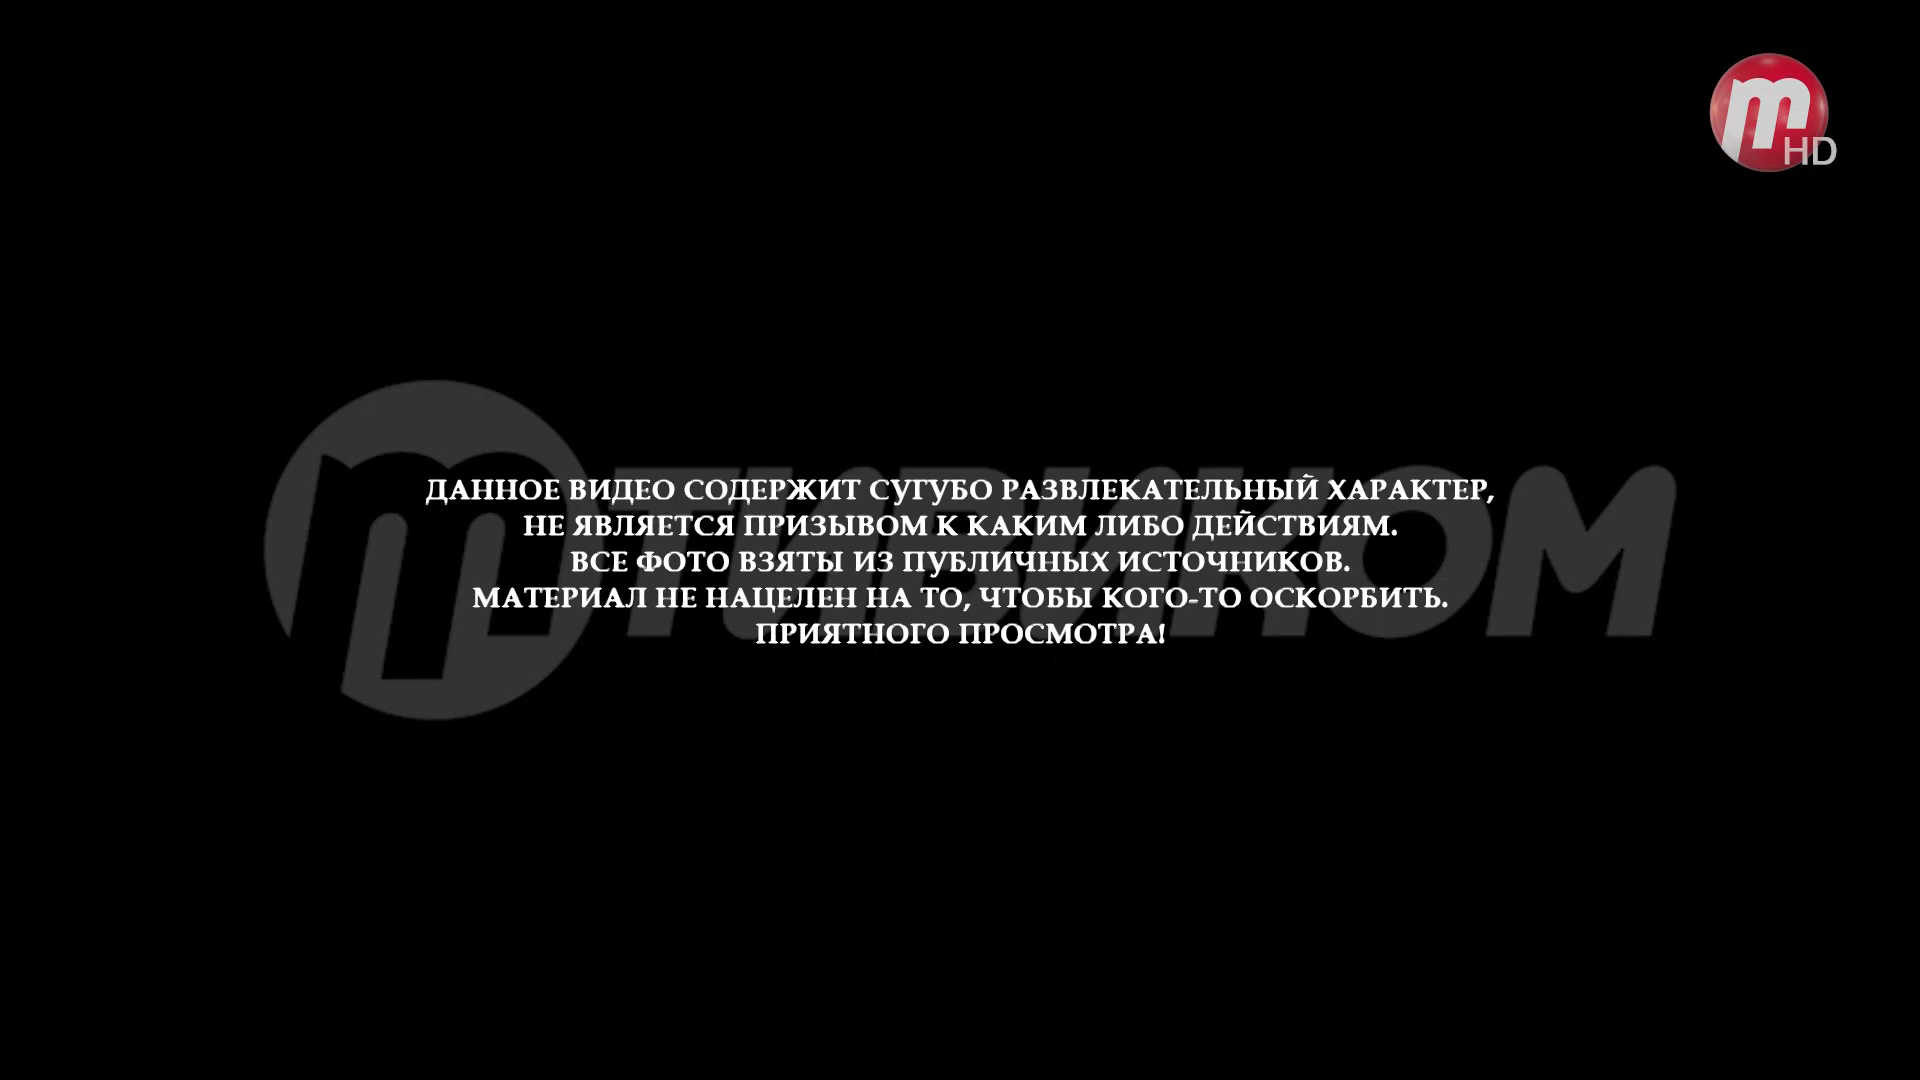 m HD
ТИВИКОМ
ДАННОЕ ВИДЕО СОДЕРЖИТ СУГУБО РАЗВЛЕКАТЕЛЬНЫЙ ХАРАКТЕР,
НЕ ЯВЛЯЕТСЯ ПРИЗЫВОМ К КАКИМ ЛИБО ДЕЙСТВИЯМ.
ВСЕ ФОТО ВЗЯТЫ ИЗ ПУБЛИЧНЫХ ИСТОЧНИКОВ.
МАТЕРИАЛ НЕ НАЦЕЛЕН НА ТО, ЧТОБЫ КОГО-ТО ОСКОРБИТЬ.
ПРИЯТНОГО ПРОСМОТРА!